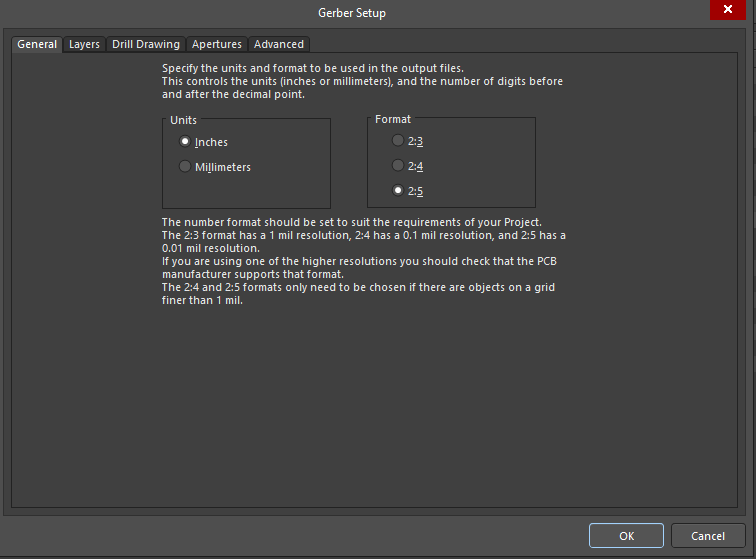 Gerber Setup
General Layers Drill Drawing Apertures Advanced
Specify the units and format to be used in the output files.
This controls the units (inches or millimeters), and the number of digits before
and after the decimal point.
Units
Inches
Millimeters
Format
2:3
2:4
2:5
The number format should be set to suit the requirements of your Project.
The 2:3 format has a 1 mil resolution, 2:4 has a 0.1 mil resolution, and 2:5 has a
0.01 mil resolution.
If you are using one of the higher resolutions you should check that the PCB
manufacturer supports that format.
The 2:4 and 2:5 formats only need to be chosen if there are objects on a grid
finer than 1 mil.
OK Cancel